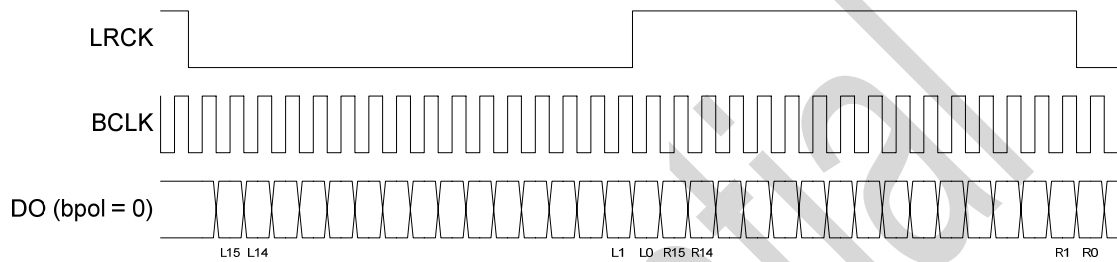 LRCK
BCLK
DO (bpol = 0)
L15 L14 L1 L0 R15 R14 R1 R0